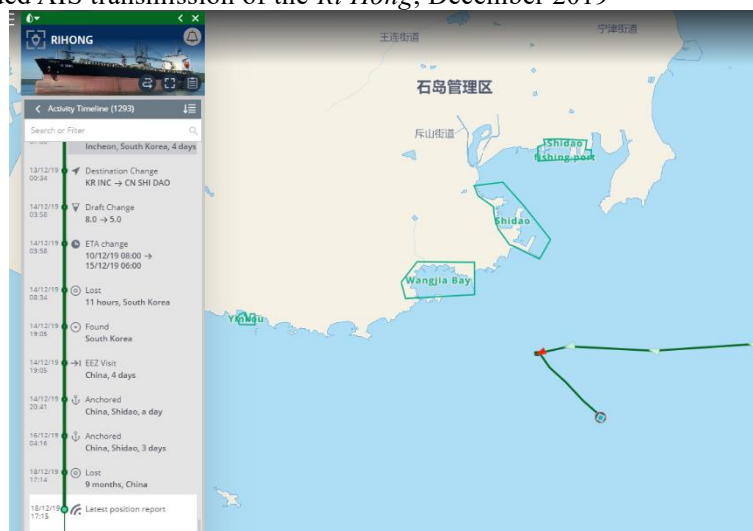 ded AIS transmission of the Ri Hong, December 2019
RIHONG
Activity Timeline (1293)
Search or Filter
Incheon, South Korea, 4 days
13/12/19
00:34
Destination Change
KR INC → CN SHI DAO
14/12/19
03:58
Draft Change
8.0 → 5.0
14/12/19
03:58
ETA change
10/12/19 08:00 →
15/12/19 06:00
14/12/19
08:34
Lost
11 hours, South Korea
14/12/19
19:05
Found
South Korea
14/12/19
19:05
EEZ Visit
China, 4 days
14/12/19
20:41
Anchored
China, Shidao, a day
16/12/19
04:16
Anchored
China, Shidao, 3 days
18/12/19
17:14
Lost
9 months, China
18/12/19
17:15
Latest position report
王连街道
宁津街道
石岛管理区
斥山街道
Shidao
fishing port
Shidao
Wangjia Bay